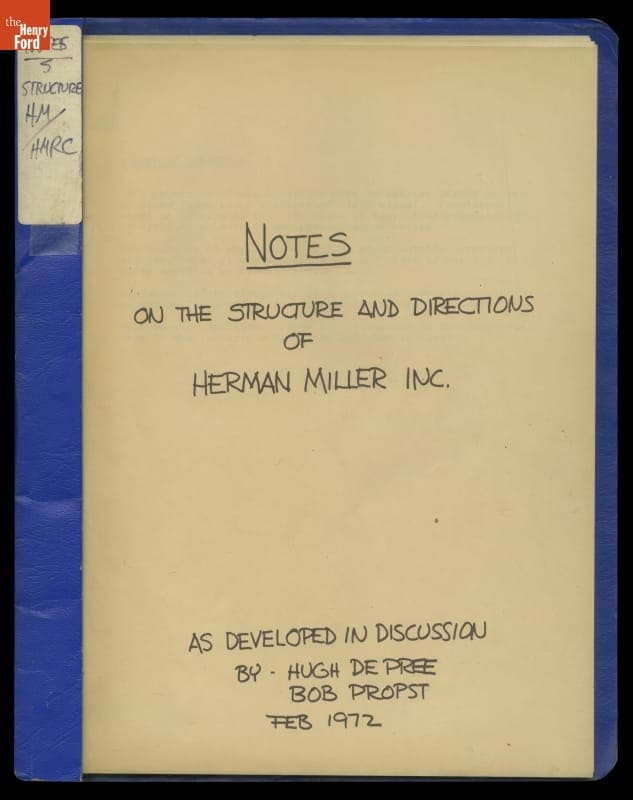 the
Henry
Ford
5
STRUCTURE
HM/
HMRC
NOTES
ON THE STRUCTURE AND DIRECTIONS
OF
HERMAN MILLER INC.
AS DEVELOPED IN DISCUSSION
BY - HUGH DE PREE
BOB PROPST
FEB 1972